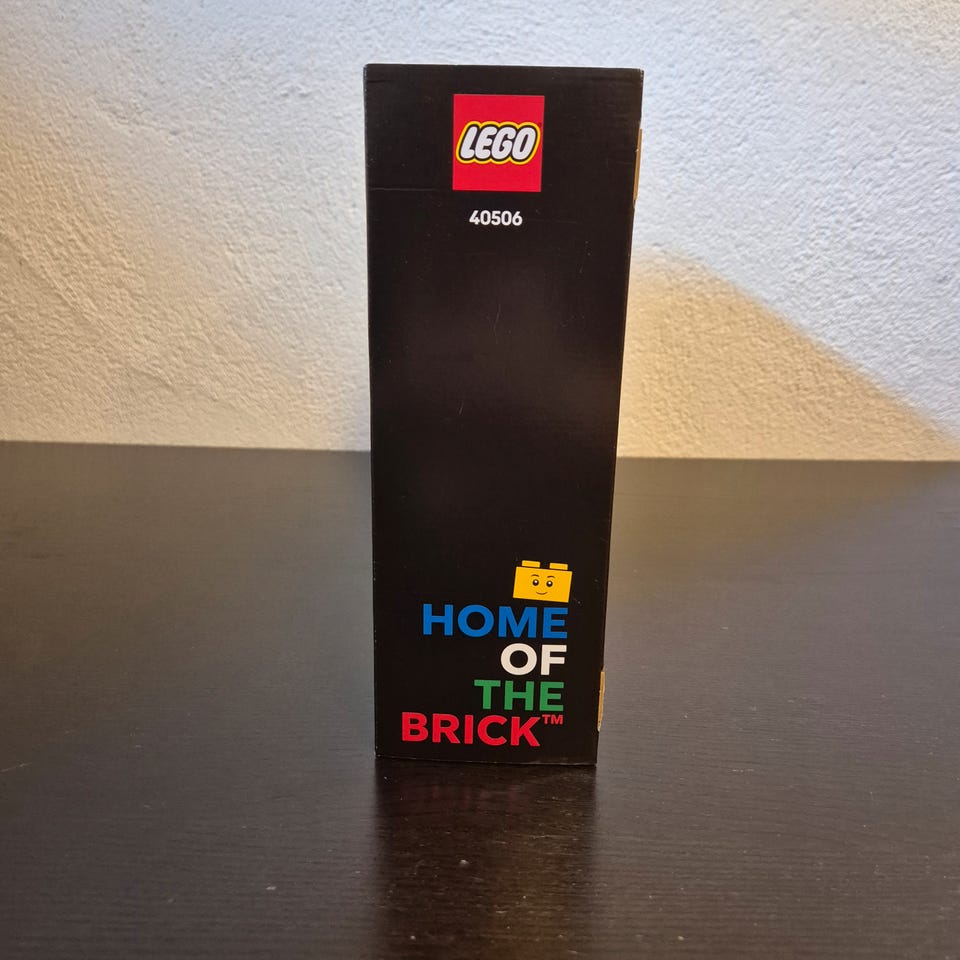 LEGO
40506
HOME
OF
THE
BRICK™